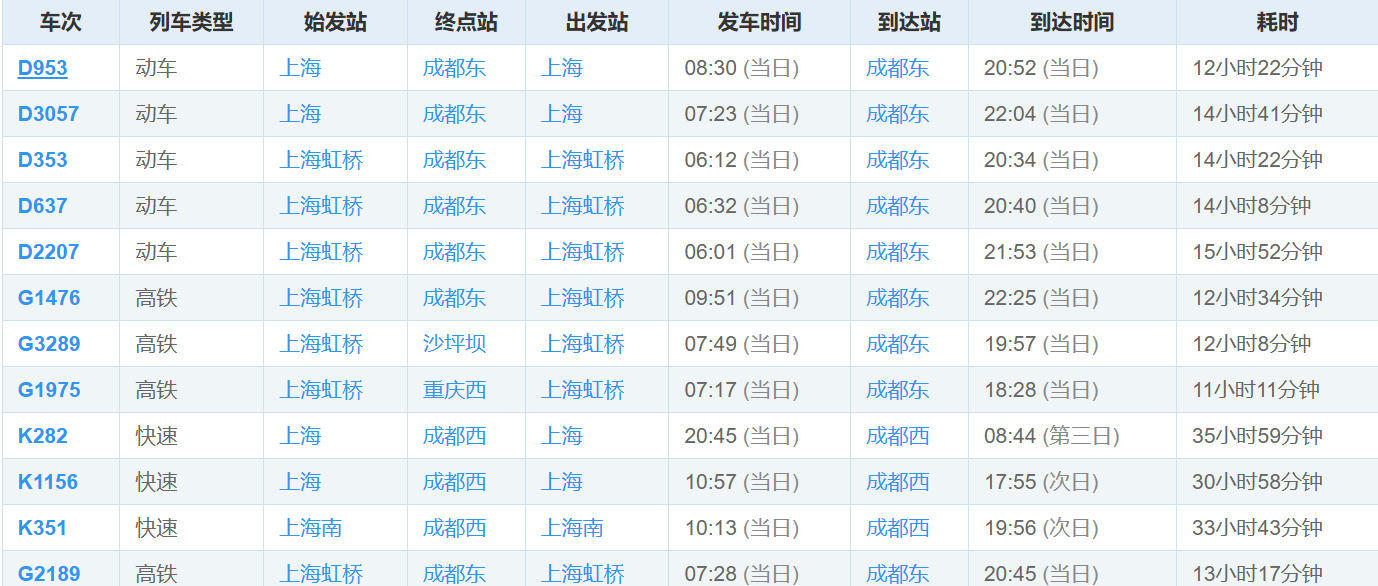 车次 列车类型 始发站 终点站 出发站 发车时间 到达站 到达时间 耗时
D953 动车 上海 成都东 上海 08:30 (当日) 成都东 20:52 (当日) 12小时22分钟
D3057 动车 上海 成都东 上海 07:23 (当日) 成都东 22:04 (当日) 14小时41分钟
D353 动车 上海虹桥 成都东 上海虹桥 06:12 (当日) 成都东 20:34 (当日) 14小时22分钟
D637 动车 上海虹桥 成都东 上海虹桥 06:32 (当日) 成都东 20:40 (当日) 14小时8分钟
D2207 动车 上海虹桥 成都东 上海虹桥 06:01 (当日) 成都东 21:53 (当日) 15小时52分钟
G1476 高铁 上海虹桥 成都东 上海虹桥 09:51 (当日) 成都东 22:25 (当日) 12小时34分钟
G3289 高铁 上海虹桥 沙坪坝 上海虹桥 07:49 (当日) 成都东 19:57 (当日) 12小时8分钟
G1975 高铁 上海虹桥 重庆西 上海虹桥 07:17 (当日) 成都东 18:28 (当日) 11小时11分钟
K282 快速 上海 成都西 上海 20:45 (当日) 成都西 08:44 (第三日) 35小时59分钟
K1156 快速 上海 成都西 上海 10:57 (当日) 成都西 17:55 (次日) 30小时58分钟
K351 快速 上海南 成都西 上海南 10:13 (当日) 成都西 19:56 (次日) 33小时43分钟
G2189 高铁 上海虹桥 成都东 上海虹桥 07:28 (当日) 成都东 20:45 (当日) 13小时17分钟